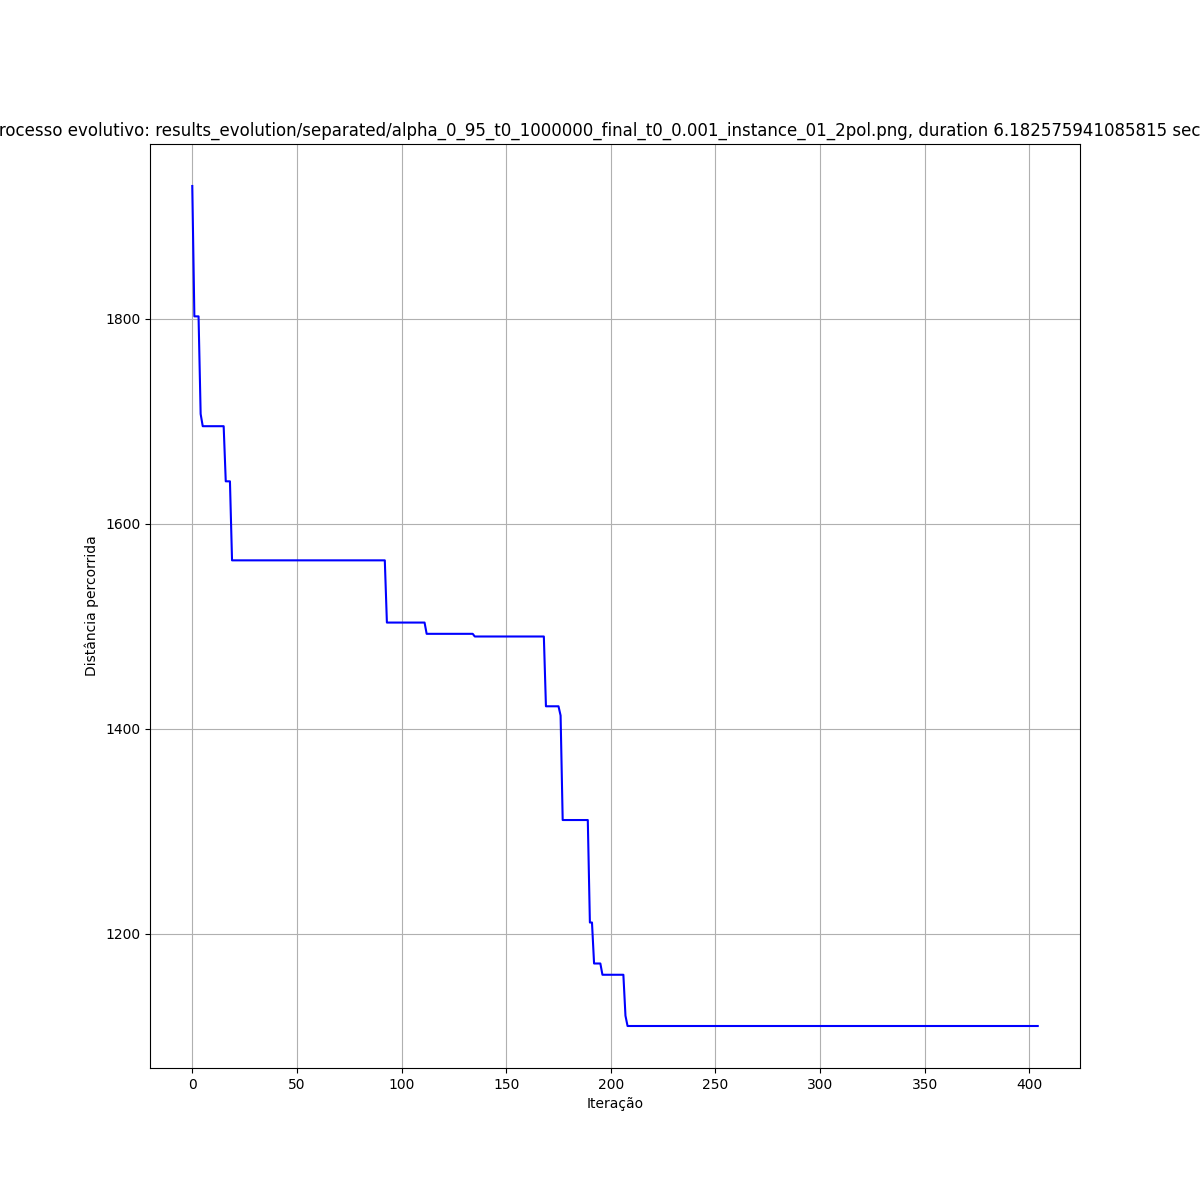 rocesso evolutivo: results_evolution/separated/alpha_0_95_t0_1000000_final_t0_0.001_instance_01_2pol.png, duration 6.182575941085815 sec
1800
1600
1400
1200
Distância percorrida
0 50 100 150 200 250 300 350 400
Iteração